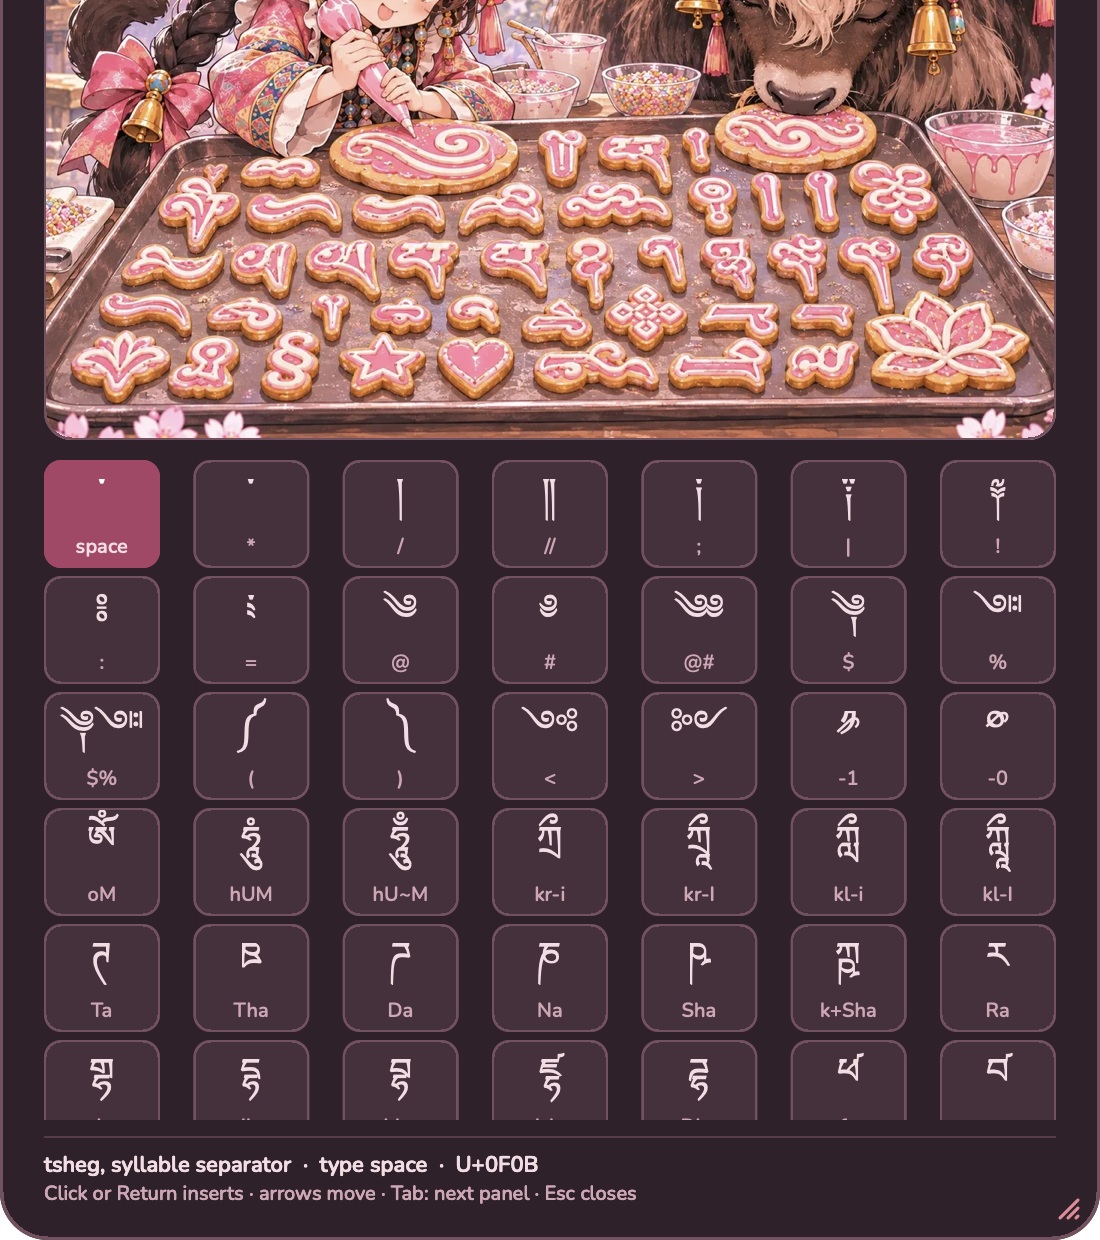 ་ ༌ ། ༎ ༏ ༐ ༑
space * / // ; | !
༔ ༴ ༄ ༅ ༄༅ ༆ ༉
: = @ # @# $ %
༆༉ ༼ ༽ ༺ ༻
$% ( ) < > -1 -0
ཨོཾ ཧཱུཾ ཧཱུྃ ཀྲྀ ཀྲཱྀ ཀླྀ ཀླཱྀ
oM hUM hU~M kr-i kr-I kl-i kl-I
ཊ ཋ ཌ ཎ ཥ ཀྵ ར
Ta Tha Da Na Sha k+Sha Ra
གྷ དྷ བྷ ཛྷ ཌྷ
tsheg, syllable separator · type space · U+0F0B
Click or Return inserts · arrows move · Tab: next panel · Esc closes